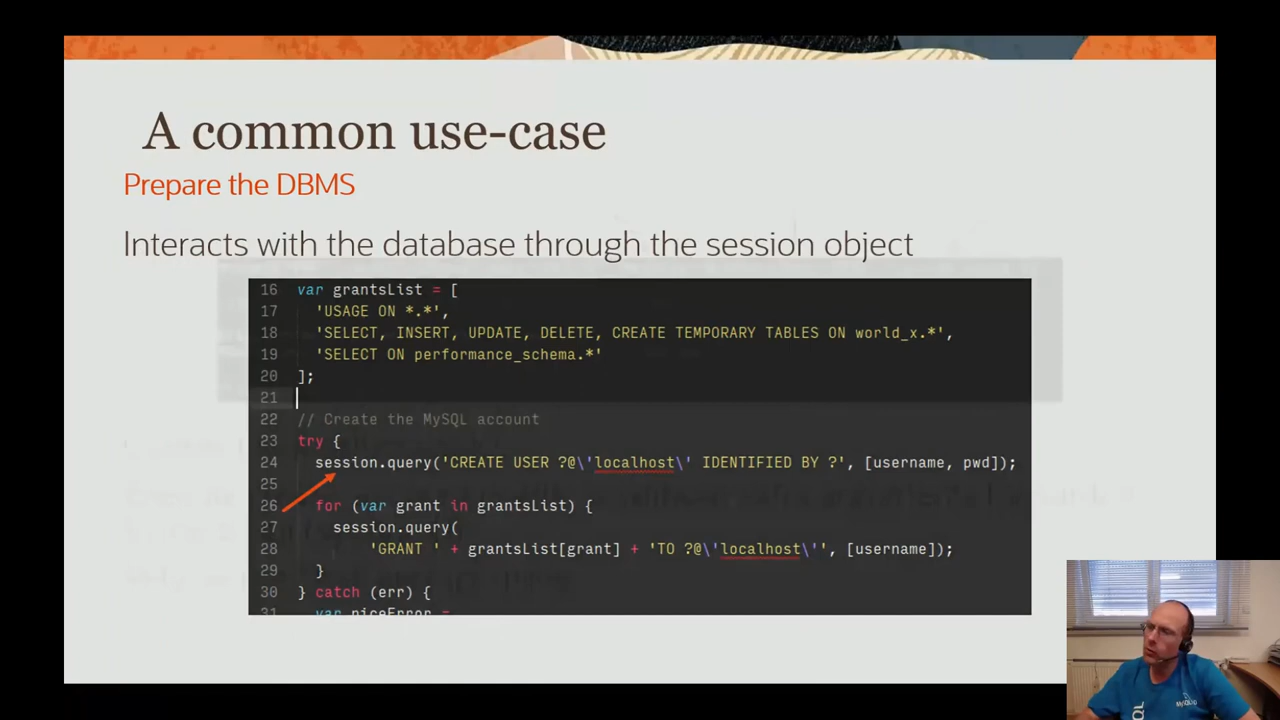 A common use-case
Prepare the DBMS
Interacts with the database through the session object
16 var grantsList = [
17 'USAGE ON *.*',
18 'SELECT, INSERT, UPDATE, DELETE, CREATE TEMPORARY TABLES ON world_x.*',
19 'SELECT ON performance_schema.*'
20 ];
21
22 // Create the MySQL account
23 try {
24 session.query('CREATE USER ?@\'localhost\' IDENTIFIED BY ?', [username, pwd]);
25
26 for (var grant in grantsList) {
27 session.query(
28 'GRANT ' + grantsList[grant] + 'TO ?@\'localhost\'', [username]);
29 }
30 } catch (err) {
31 var niceError =